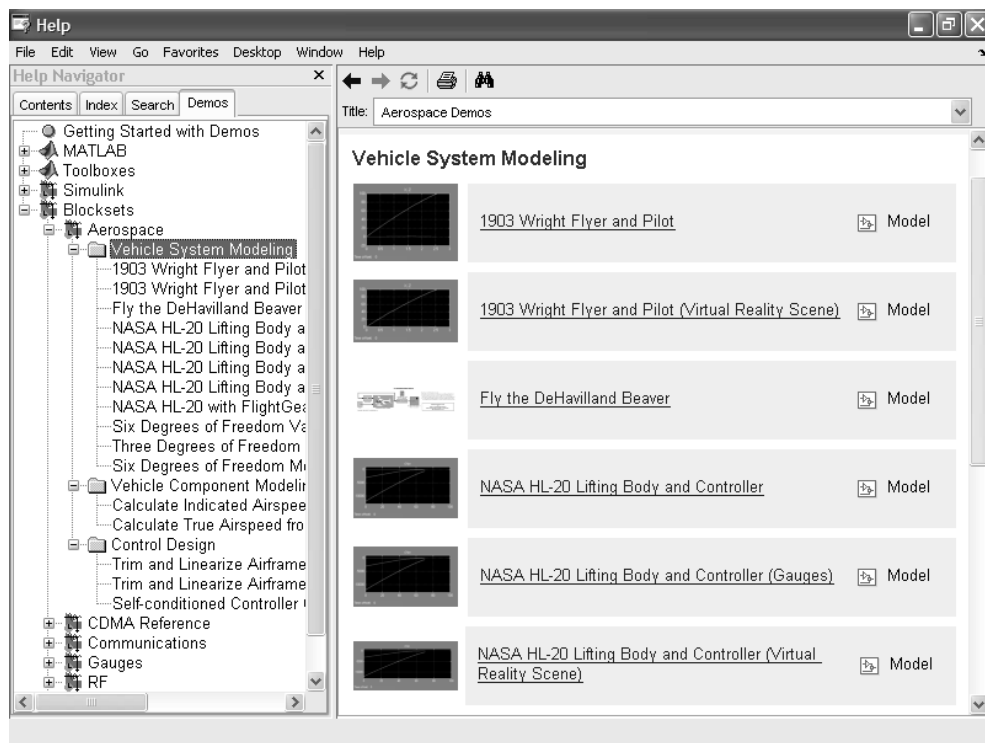 Help
File Edit View Go Favorites Desktop Window Help
Help Navigator
Contents Index Search Demos
Getting Started with Demos
MATLAB
Toolboxes
Simulink
Blocksets
Aerospace
Vehicle System Modeling
1903 Wright Flyer and Pilot
1903 Wright Flyer and Pilot
Fly the DeHavilland Beaver
NASA HL-20 Lifting Body a
NASA HL-20 Lifting Body a
NASA HL-20 Lifting Body a
NASA HL-20 Lifting Body a
NASA HL-20 with FlightGea
Six Degrees of Freedom Va
Three Degrees of Freedom
Six Degrees of Freedom Mo
Vehicle Component Modelin
Calculate Indicated Airspee
Calculate True Airspeed fro
Control Design
Trim and Linearize Airframe
Trim and Linearize Airframe
Self-conditioned Controller
CDMA Reference
Communications
Gauges
RF
Title: Aerospace Demos
Vehicle System Modeling
1903 Wright Flyer and Pilot Model
1903 Wright Flyer and Pilot (Virtual Reality Scene) Model
Fly the DeHavilland Beaver Model
NASA HL-20 Lifting Body and Controller Model
NASA HL-20 Lifting Body and Controller (Gauges) Model
NASA HL-20 Lifting Body and Controller (Virtual
Reality Scene) Model